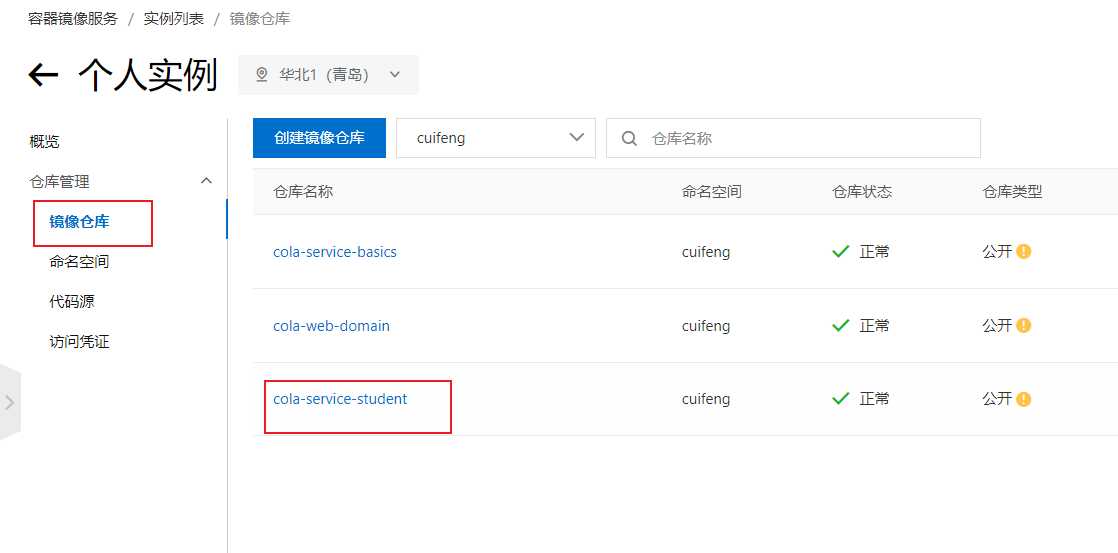 容器镜像服务 / 实例列表 / 镜像仓库
个人实例 华北1（青岛）
概览
仓库管理
镜像仓库
命名空间
代码源
访问凭证
创建镜像仓库 cuifeng 仓库名称
仓库名称 命名空间 仓库状态 仓库类型
cola-service-basics cuifeng 正常 公开
cola-web-domain cuifeng 正常 公开
cola-service-student cuifeng 正常 公开